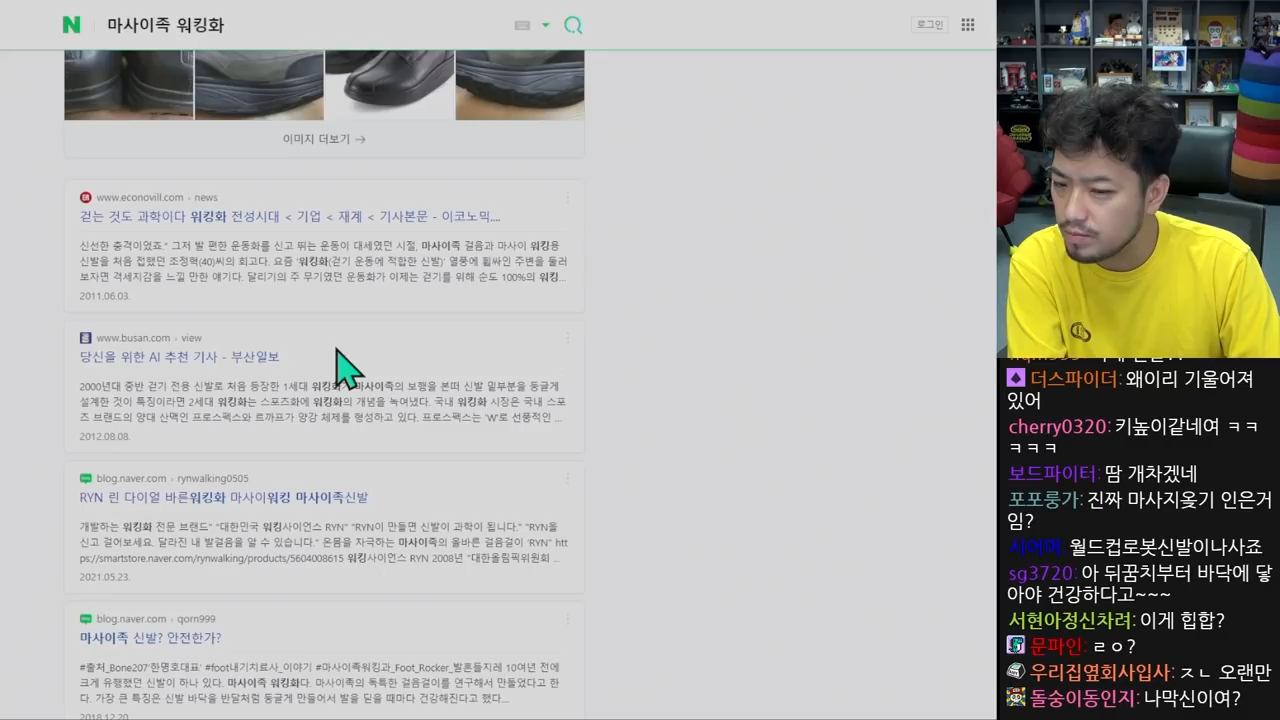 N 마사이족 워킹화
로그인
이미지 더보기 →
www.econovill.com › news
걷는 것도 과학이다 워킹화 전성시대 < 기업 < 재계 < 기사본문 - 이코노믹....
신선한 충격이었죠." 그저 발 편한 운동화를 신고 뛰는 운동이 대세였던 시절, 마사이족 걸음과 마사이 워킹용
신발을 처음 접했던 조정혁(40)씨의 회고다. 요즘 '워킹화(걷기 운동에 적합한 신발)' 열풍에 휩싸인 주변을 둘러
보자면 격세지감을 느낄 만한 얘기다. 달리기의 주 무기였던 운동화가 이제는 걷기를 위해 순도 100%의 워킹...
2011.06.03.
www.busan.com › view
당신을 위한 AI 추천 기사 - 부산일보
2000년대 중반 걷기 전용 신발로 처음 등장한 1세대 워킹화가 마사이족의 보행을 본떠 신발 밑부분을 둥글게
설계한 것이 특징이라면 2세대 워킹화는 스포츠화에 워킹화의 개념을 녹여냈다. 국내 워킹화 시장은 국내 스포
츠 브랜드의 양대 산맥인 프로스펙스와 르까프가 양강 체제를 형성하고 있다. 프로스펙스는 'W'로 선풍적인 ...
2012.08.08.
blog.naver.com › rynwalking0505
RYN 린 다이얼 바른워킹화 마사이워킹 마사이족신발
개발하는 워킹화 전문 브랜드" "대한민국 워킹사이언스 RYN" "RYN이 만들면 신발이 과학이 됩니다." "RYN을
신고 걸어보세요. 달라진 내 발걸음을 알 수 있습니다." 온몸을 자극하는 마사이족의 올바른 걸음걸이 'RYN' htt
ps://smartstore.naver.com/rynwalking/products/5604008615 워킹사이언스 RYN 2008년 "대한올림픽위원회 ...
2021.05.23.
blog.naver.com › qorn999
마사이족 신발? 안전한가?
#출처_Bone207'한명호대표' #foot내기치료사_이야기 #마사이족워킹과_Foot_Rocker_발흔들지레 10여년 전에
크게 유행했던 신발이 하나 있다. 마사이족 워킹화다. 마사이족의 독특한 걸음걸이를 연구해서 만들었다고 한
다. 가장 큰 특징은 신발 바닥을 반달처럼 둥글게 만들어서 발을 딛을 때마다 건강해진다고 했다...
2018.12.20.
더스파이더: 왜이리 기울어져
있어
cherry0320: 키높이같네여 ㅋㅋ
ㅋㅋㅋ
보드파이터: 땀 개차겠네
포포룽가: 진짜 마사지옺기 인은거
임?
시어머: 월드컵로봇신발이나사죠
sg3720: 아 뒤꿈치부터 바닥에 닿
아야 건강하다고~~~
서현아정신차려: 이게 힙합?
문파인: ㄹㅇ?
우리집옆회사입사: ㅈㄴ 오랜만
돌숭이동인지: 나막신이여?